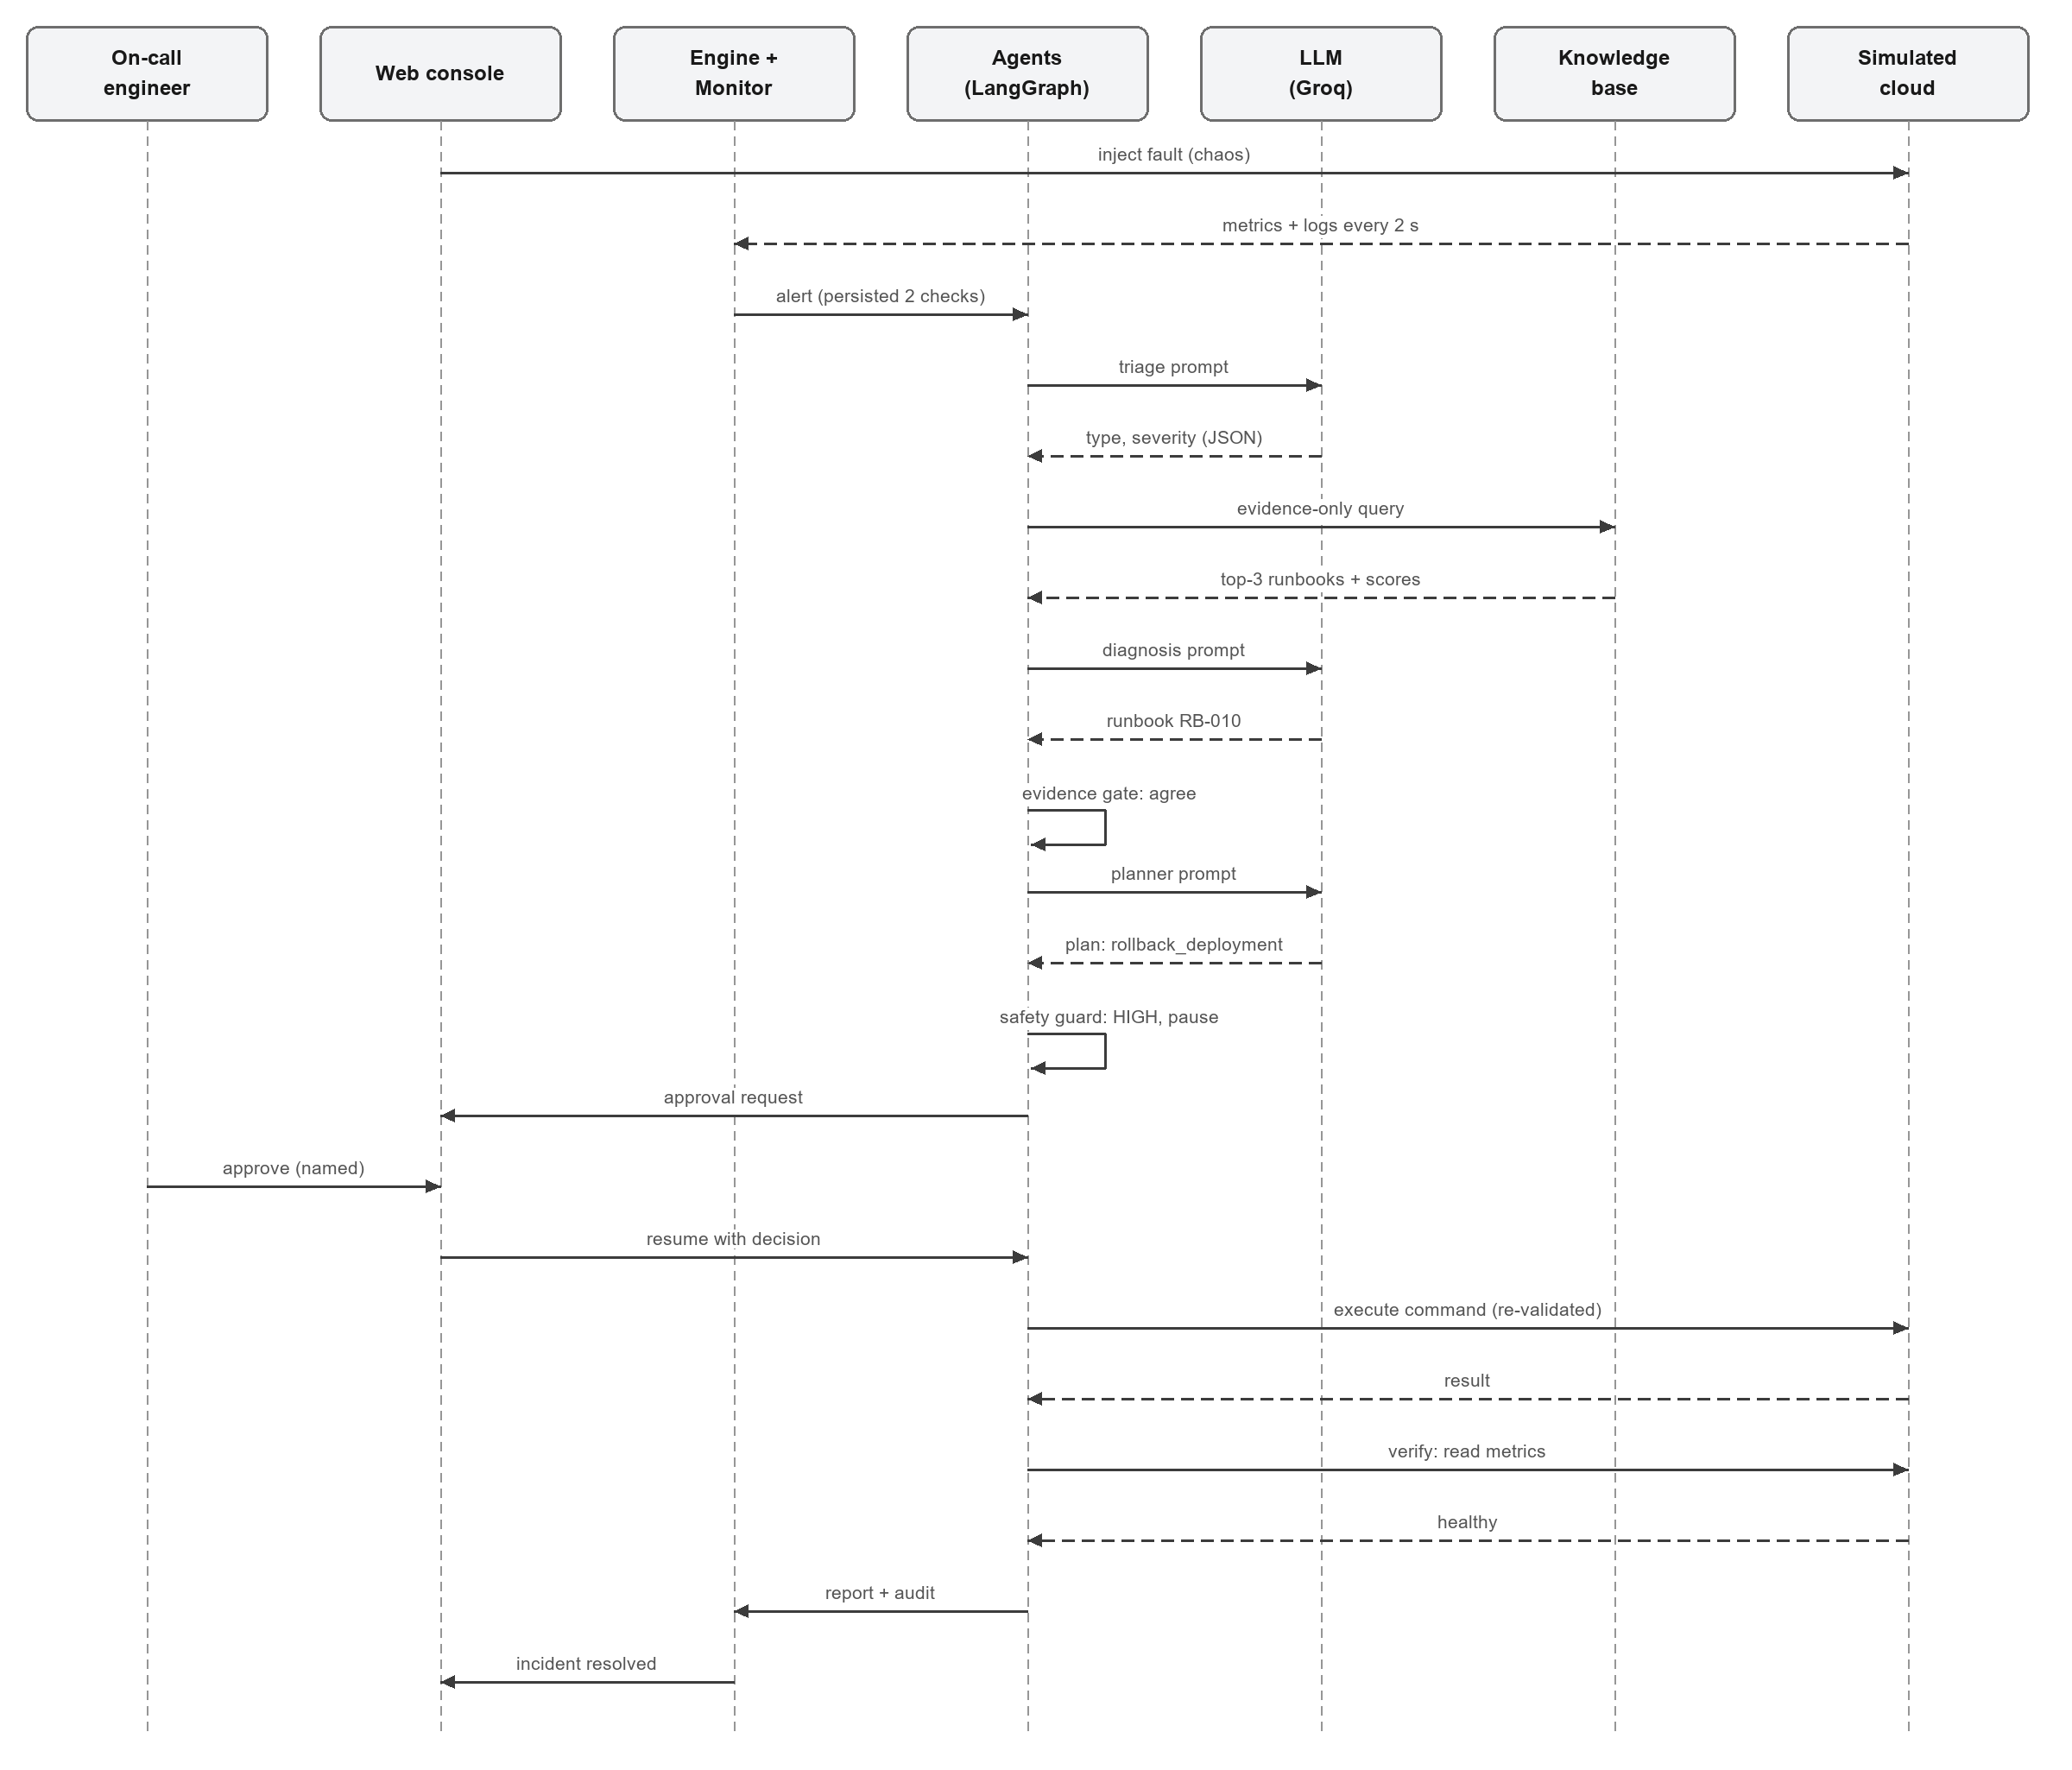 On-call
engineer
Web console
Engine +
Monitor
Agents
(LangGraph)
LLM
(Groq)
Knowledge
base
Simulated
cloud
inject fault (chaos)
metrics + logs every 2 s
alert (persisted 2 checks)
triage prompt
type, severity (JSON)
evidence-only query
top-3 runbooks + scores
diagnosis prompt
runbook RB-010
evidence gate: agree
planner prompt
plan: rollback_deployment
safety guard: HIGH, pause
approval request
approve (named)
resume with decision
execute command (re-validated)
result
verify: read metrics
healthy
report + audit
incident resolved